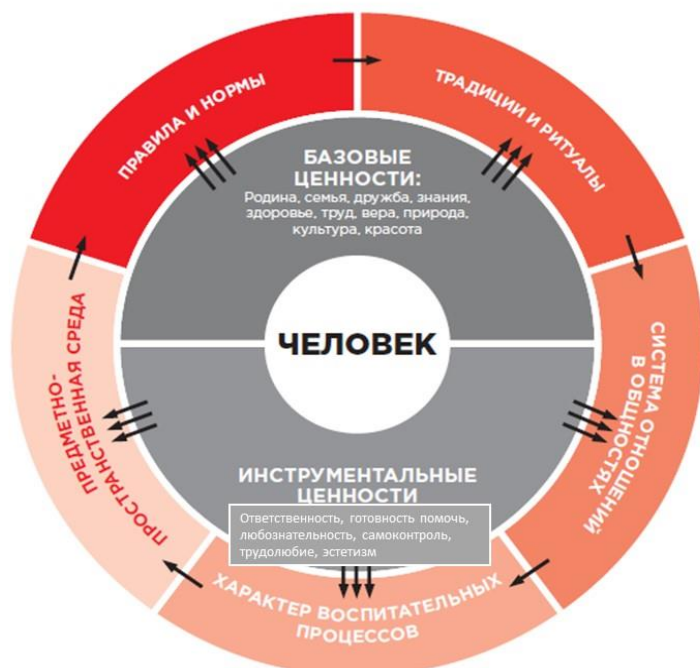 ПРАВИЛА И НОРМЫ
ТРАДИЦИИ И РИТУАЛЫ
БАЗОВЫЕ
ЦЕННОСТИ:
Родина, семья, дружба, знания,
здоровье, труд, вера, природа,
культура, красота
ЧЕЛОВЕК
ПРЕДМЕТНО-
ПРОСТРАНСТВЕННАЯ СРЕДА
СИСТЕМА ОТНОШЕНИЙ
В ОБЩНОСТЯХ
ИНСТРУМЕНТАЛЬНЫЕ
ЦЕННОСТИ
Ответственность, готовность помочь,
любознательность, самоконтроль,
трудолюбие, эстетизм
ХАРАКТЕР ВОСПИТАТЕЛЬНЫХ
ПРОЦЕССОВ